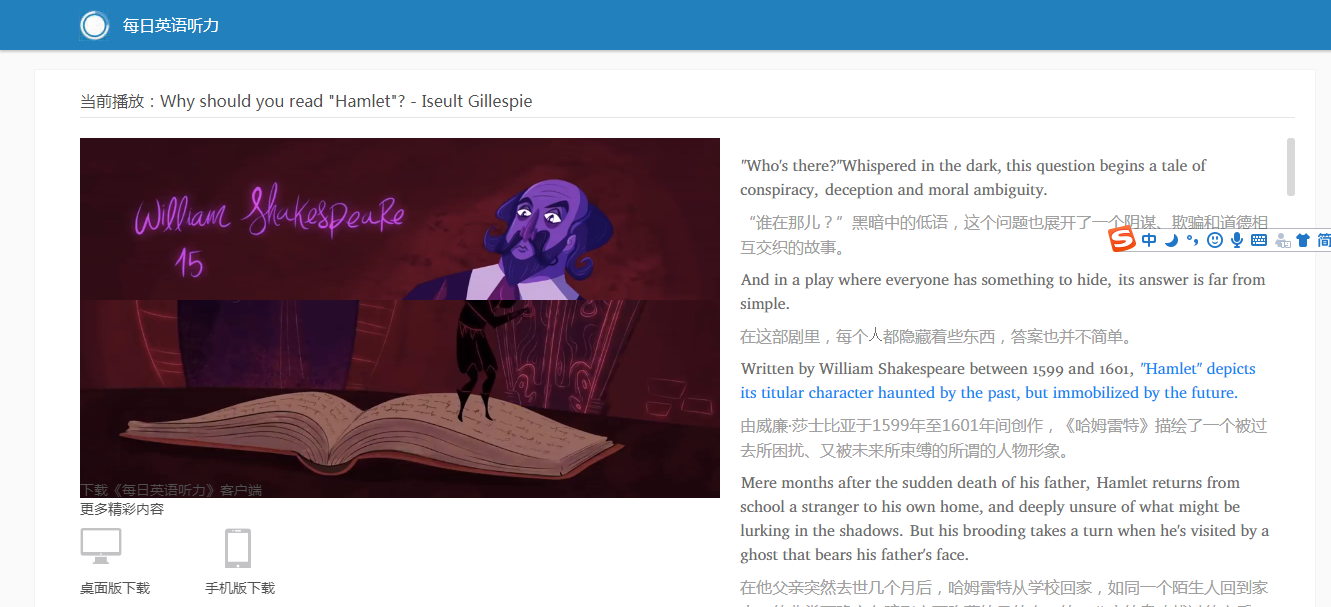 每日英语听力
当前播放：Why should you read "Hamlet"? - Iseult Gillespie
William Shakespeare
15
下载《每日英语听力》客户端
更多精彩内容
桌面版下载
手机版下载
"Who's there?"Whispered in the dark, this question begins a tale of
conspiracy, deception and moral ambiguity.
“谁在那儿？”黑暗中的低语，这个问题也展开了一个阴谋、欺骗和道德相
互交织的故事。
中
简
And in a play where everyone has something to hide, its answer is far from
simple.
在这部剧里，每个人都隐藏着些东西，答案也并不简单。
Written by William Shakespeare between 1599 and 1601, "Hamlet" depicts
its titular character haunted by the past, but immobilized by the future.
由威廉·莎士比亚于1599年至1601年间创作，《哈姆雷特》描绘了一个被过
去所困扰、又被未来所束缚的所谓的人物形象。
Mere months after the sudden death of his father, Hamlet returns from
school a stranger to his own home, and deeply unsure of what might be
lurking in the shadows. But his brooding takes a turn when he's visited by a
ghost that bears his father's face.
在他父亲突然去世几个月后，哈姆雷特从学校回家，如同一个陌生人回到家